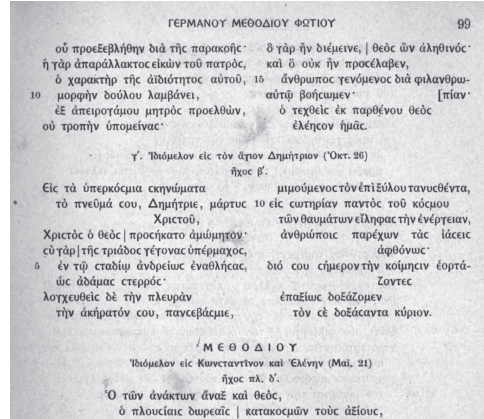 ΓΕΡΜΑΝΟΥ ΜΕΘΟΔΙΟΥ ΦΩΤΙΟΥ 99
οὗ προεξεβλήθην διὰ τῆς παρακοῆς·
ἡ γὰρ ἀπαράλλακτος εἰκὼν τοῦ πατρὸς,
ὁ χαρακτὴρ τῆς ἀϊδιότητος αὐτοῦ,
10 μορφὴν δούλου λαμβάνει,
ἐξ ἀπειρογάμου μητρὸς προελθὼν,
οὐ τροπὴν ὑπομείνας·
ὃ γὰρ ἦν διέμεινε, | θεὸς ὢν ἀληθινός·
καὶ ὃ οὐκ ἦν προσέλαβεν,
15 ἄνθρωπος γενόμενος διὰ φιλανθρω-
αὐτῷ βοήσωμεν· [πίαν·
ὁ τεχθεὶς ἐκ παρθένου θεὸς
ἐλέησον ἡμᾶς.
γ΄. Ἰδιόμελον εἰς τὸν ἅγιον Δημήτριον (Ὀκτ. 26)
ἦχος β΄.
Εἰς τὰ ὑπερκόσμια σκηνώματα
τὸ πνεῦμά σου, Δημήτριε, μάρτυς
Χριστοῦ,
Χριστὸς ὁ θεὸς | προσήκατο ἀμώμητον·
σὺ γὰρ | τῆς τριάδος γέγονας ὑπέρμαχος,
5 ἐν τῷ σταδίῳ ἀνδρείως ἐναθλήσας,
ὡς ἀδάμας στερρός·
λογχευθεὶς δὲ τὴν πλευρὰν
τὴν ἀκήρατόν σου, πανσεβάσμιε,
μιμούμενος τὸν ἐπὶ ξύλου τανυσθέντα,
10 εἰς σωτηρίαν παντὸς τοῦ κόσμου
τῶν θαυμάτων εἴληφας τὴν ἐνέργειαν,
ἀνθρώποις παρέχων τὰς ἰάσεις
ἀφθόνως·
διό σου σήμερον τὴν κοίμησιν ἑορτά-
ζοντες
ἐπαξίως δοξάζομεν
τὸν σὲ δοξάσαντα κύριον.
ΜΕΘΟΔΙΟΥ
Ἰδιόμελον εἰς Κωνσταντῖνον καὶ Ἑλένην (Μαΐ. 21)
ἦχος πλ. δ΄.
Ὁ τῶν ἀνάκτων ἄναξ καὶ θεὸς,
ὁ πλουσίαις δωρεαῖς | κατακοσμῶν τοὺς ἀξίους,